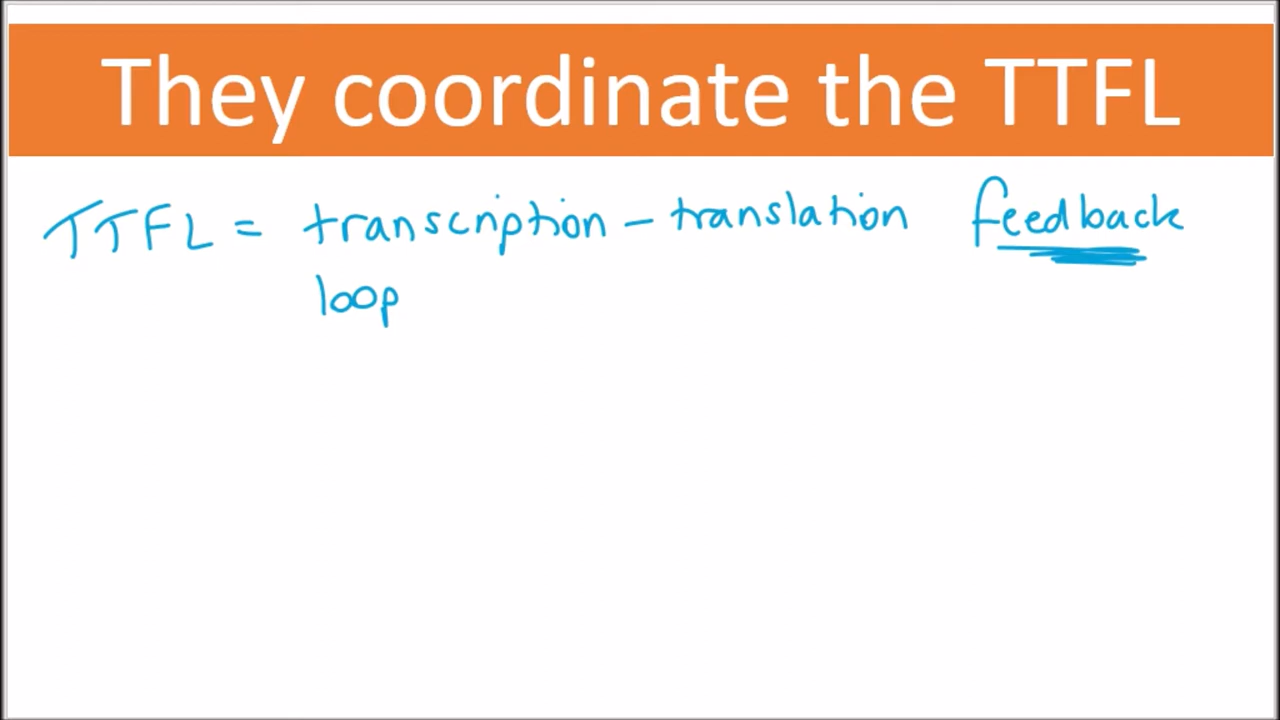 They coordinate the TTFL
TTFL = transcription - translation feedback
loop